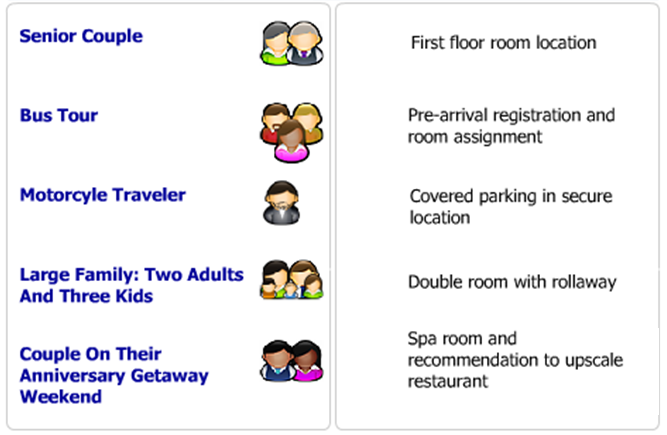 Senior Couple
First floor room location
Bus Tour
Pre-arrival registration and
room assignment
Motorcyle Traveler
Covered parking in secure
location
Large Family: Two Adults
And Three Kids
Double room with rollaway
Couple On Their
Anniversary Getaway
Weekend
Spa room and
recommendation to upscale
restaurant